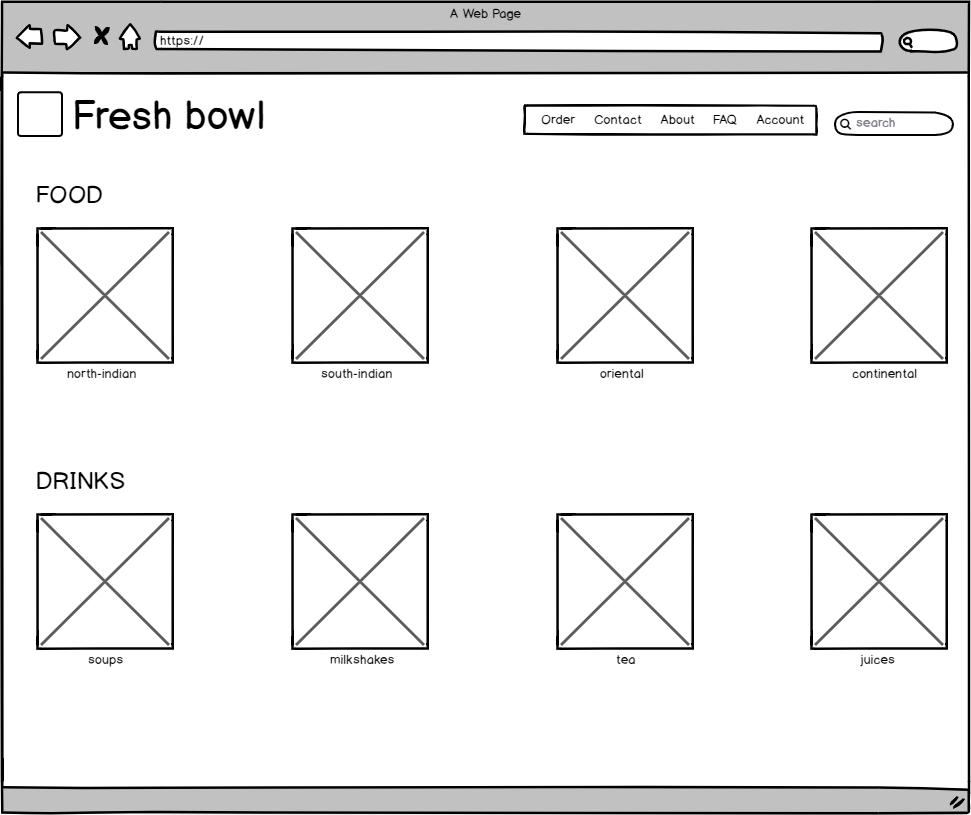 A Web Page
https://
Fresh bowl
Order Contact About FAQ Account
search
FOOD
north-indian south-indian oriental continental
DRINKS
soups milkshakes tea juices